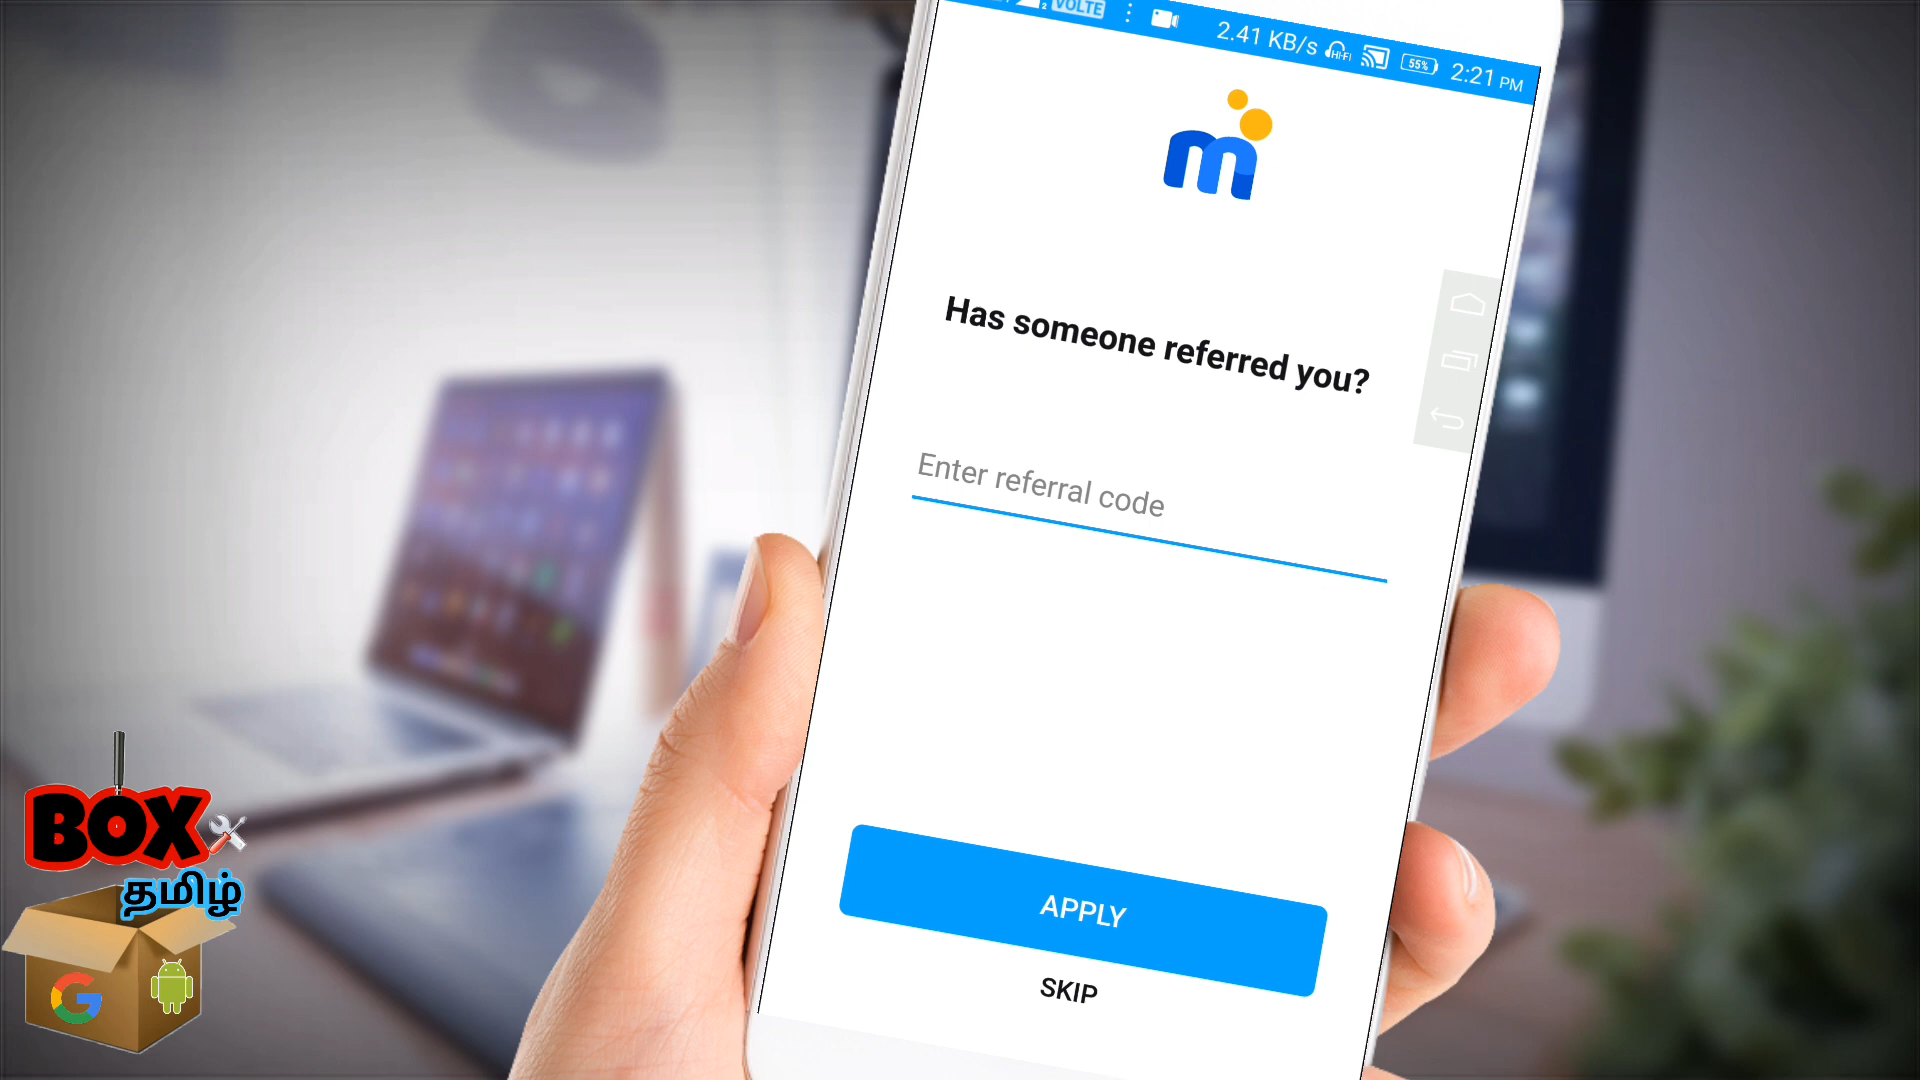 VOLTE 2.41 KB/s HI-FI 55% 2:21 PM
m
Has someone referred you?
Enter referral code
APPLY
SKIP
BOX
தமிழ்
G